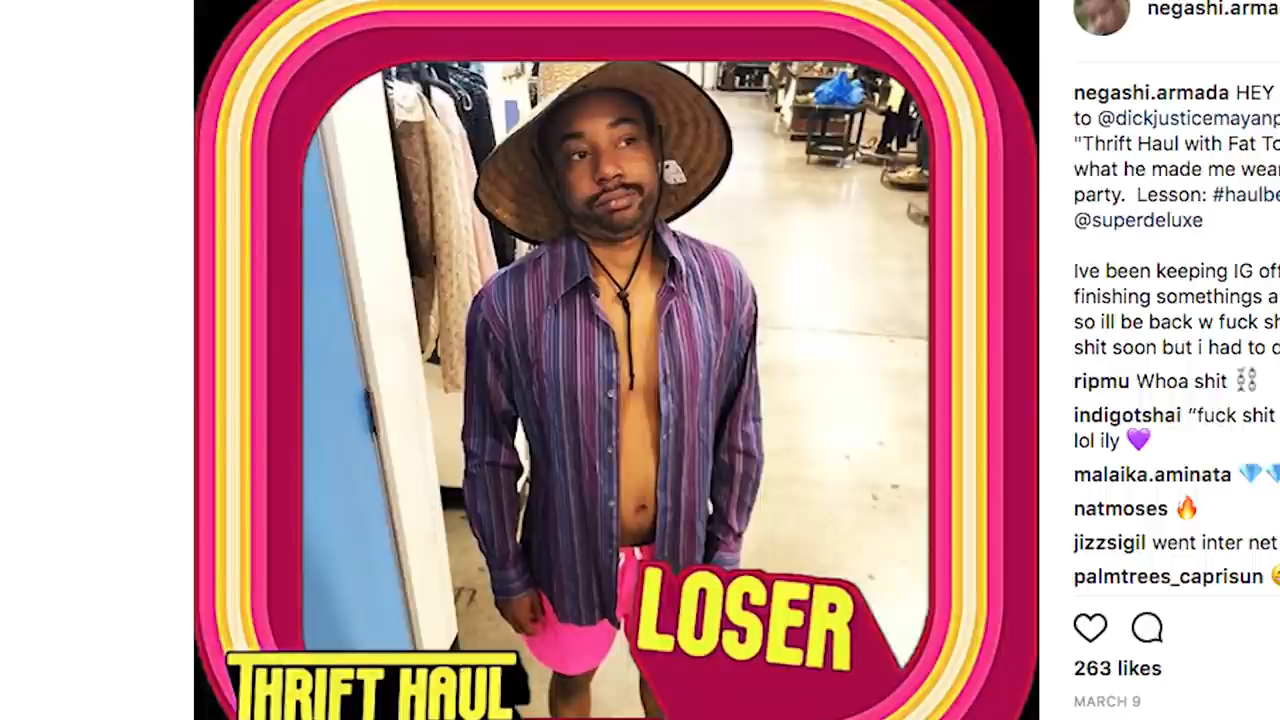 negashi.arma
negashi.armada HEY
to @dickjusticemayanp
"Thrift Haul with Fat To
what he made me wear
party. Lesson: #haulbe
@superdeluxe
Ive been keeping IG off
finishing somethings a
so ill be back w fuck sh
shit soon but i had to
ripmu Whoa shit
indigotshai "fuck shit
lol ily 💜
malaika.aminata 💎💎
natmoses 🔥
jizzsigil went inter net
palmtrees_caprisun
263 likes
MARCH 9
LOSER
THRIFT HAUL